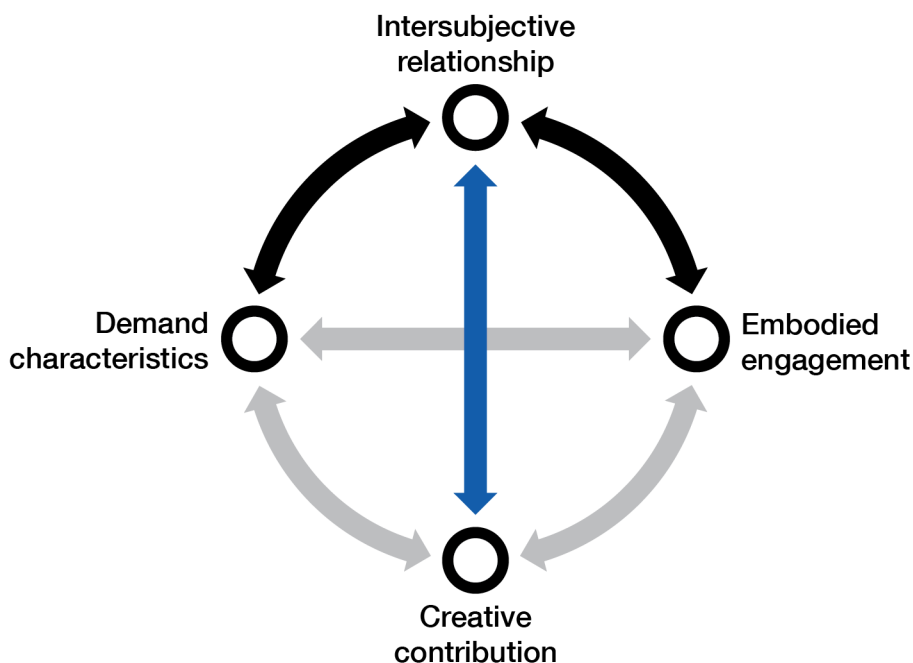 Intersubjective
relationship
Demand
characteristics
Embodied
engagement
Creative
contribution